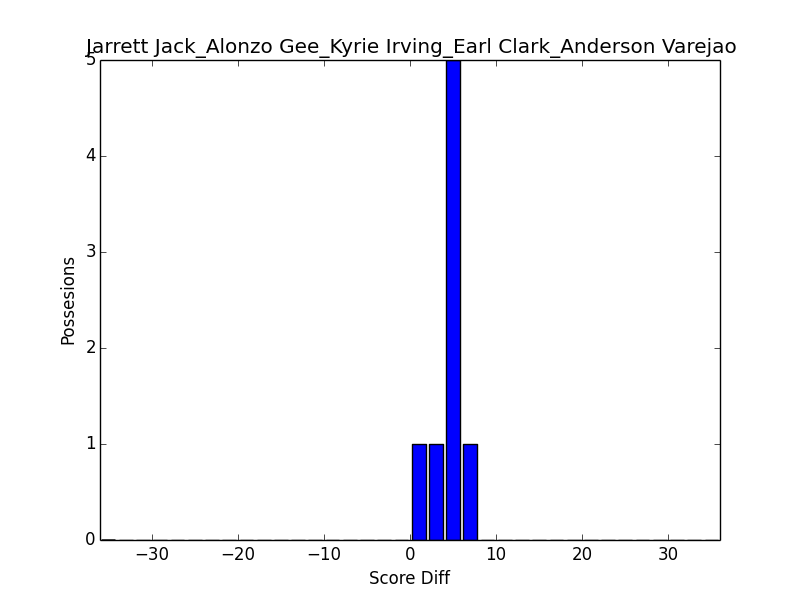 Jarrett Jack_Alonzo Gee_Kyrie Irving_Earl Clark_Anderson Varejao
5
4
3
2
1
0
Possesions
−30 −20 −10 0 10 20 30
Score Diff